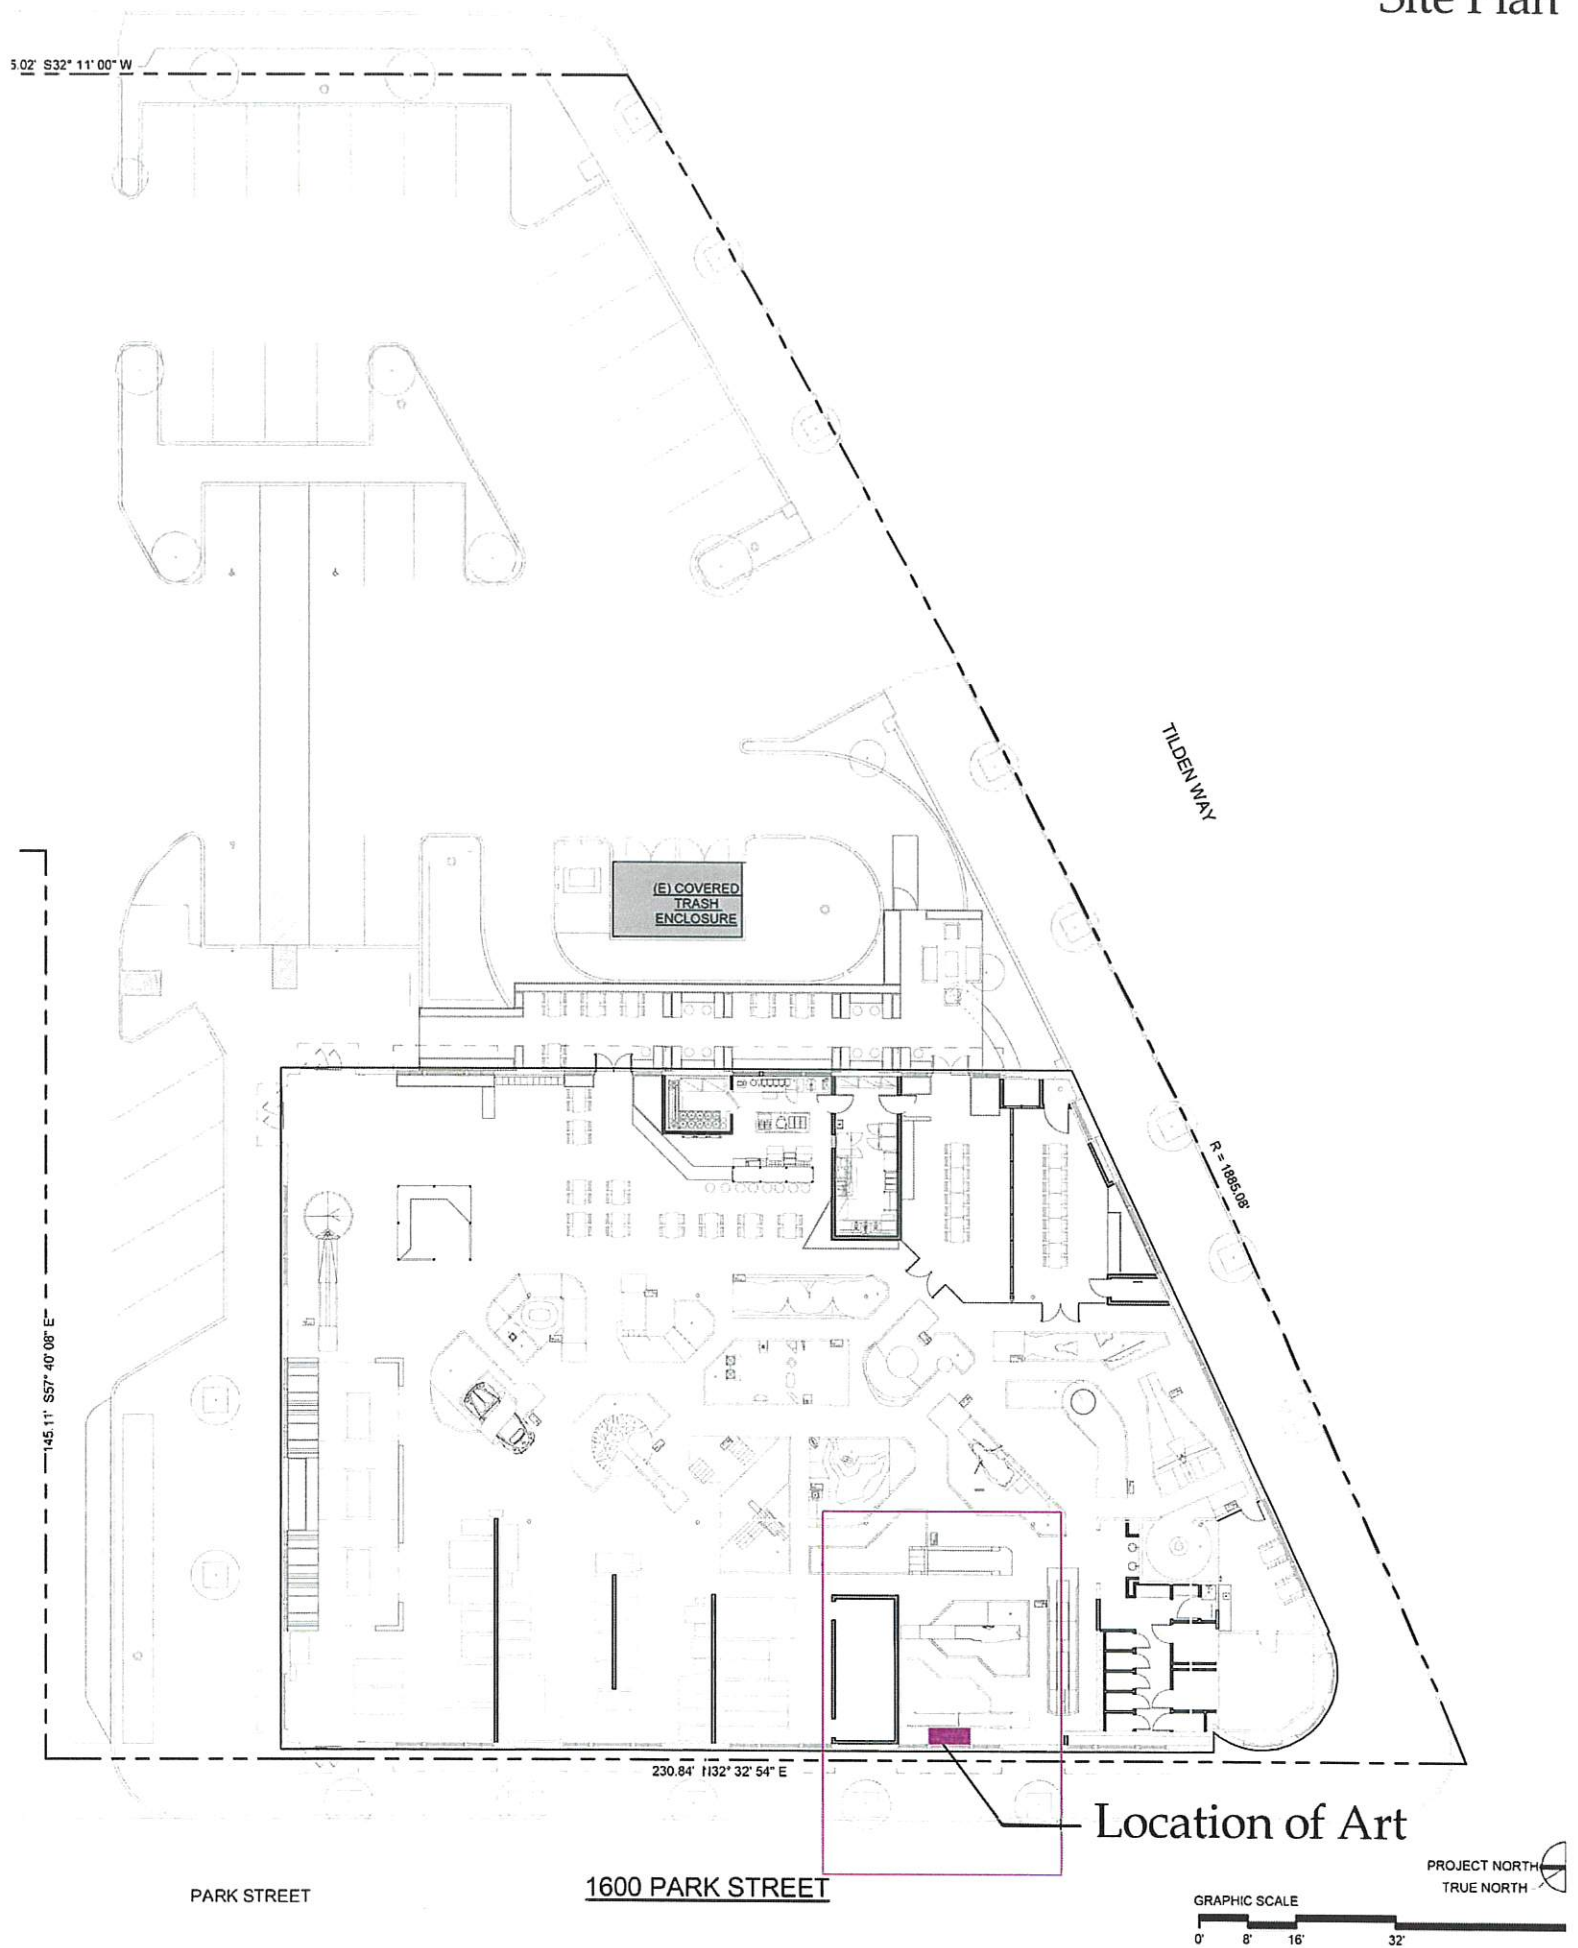 Site Plan
5.02' S32° 11' 00" W
TILDEN WAY
(E) COVERED
TRASH
ENCLOSURE
R = 1885.08'
145.11' S57° 40' 08" E
230.84' N32° 32' 54" E
Location of Art
PROJECT NORTH
TRUE NORTH
PARK STREET
1600 PARK STREET
GRAPHIC SCALE
0' 8' 16' 32'